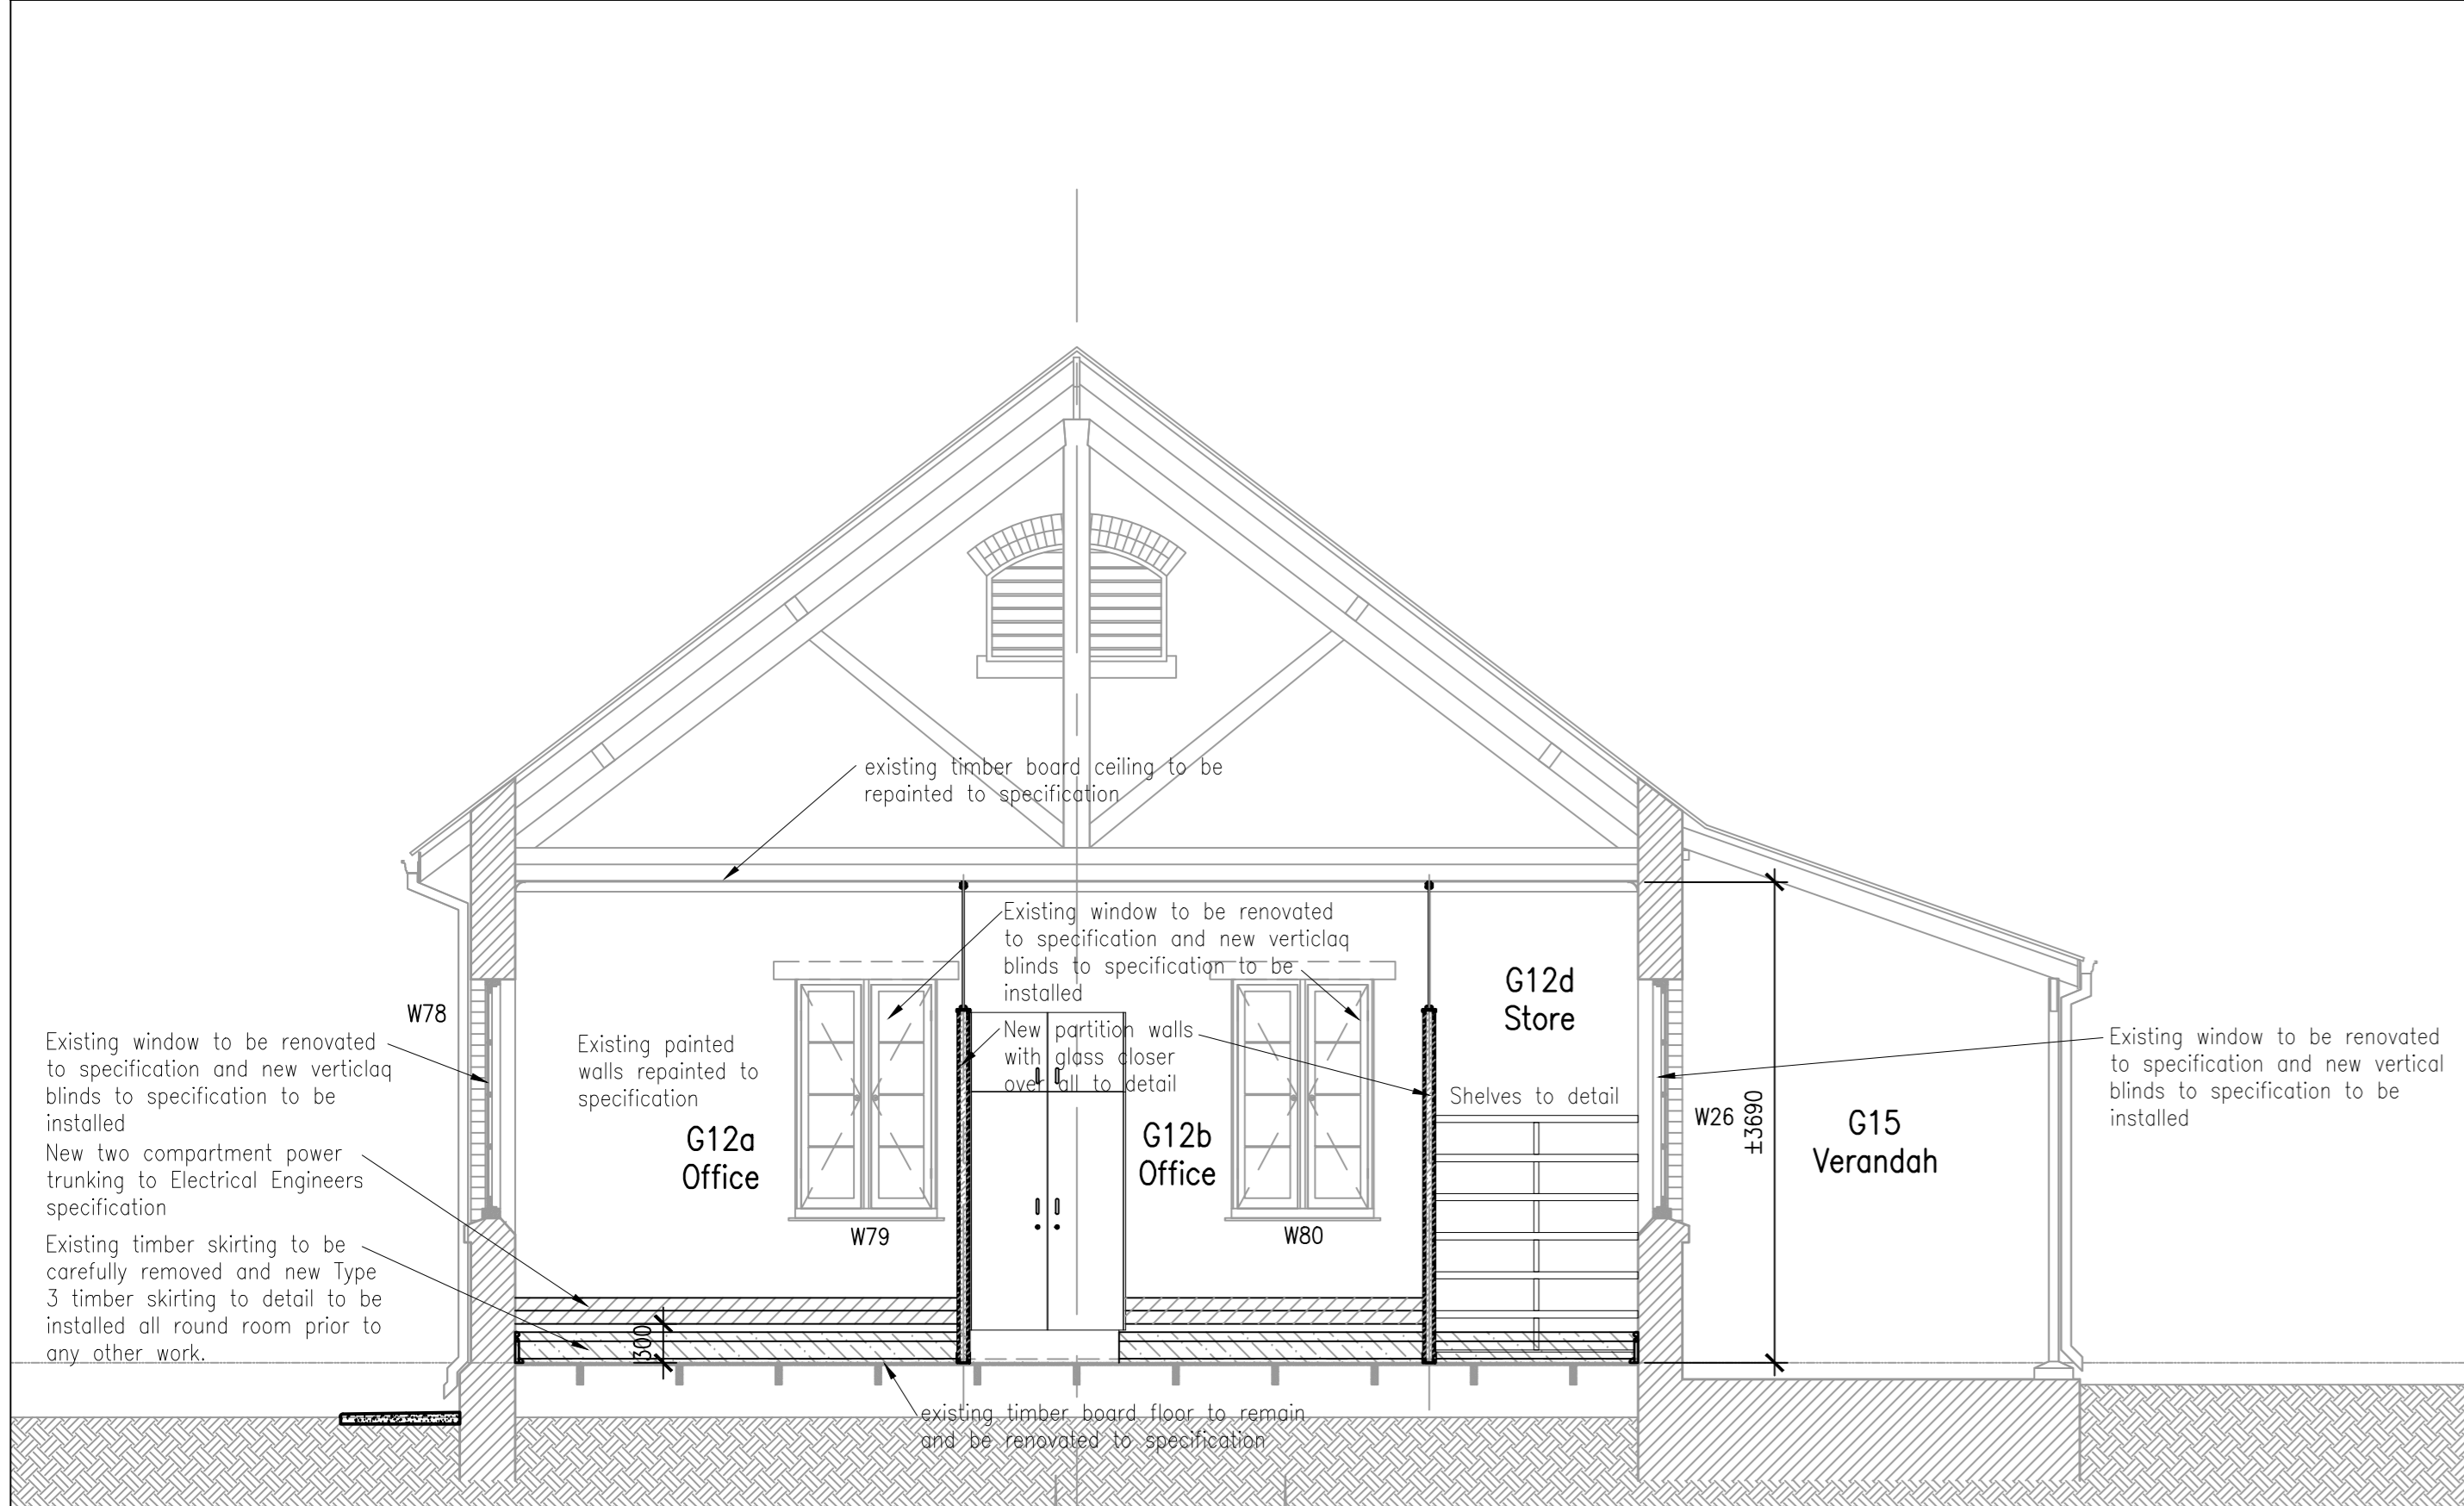 existing timber board ceiling to be
repainted to specification
Existing window to be renovated
to specification and new verticlaq
blinds to specification to be
installed
G12d
Store
W78
Existing window to be renovated
to specification and new verticlaq
blinds to specification to be
installed
Existing painted
walls repainted to
specification
New partition walls
with glass closer
over all to detail
Shelves to detail
Existing window to be renovated
to specification and new vertical
blinds to specification to be
installed
W26
±3690
G15
Verandah
G12a
Office
G12b
Office
New two compartment power
trunking to Electrical Engineers
specification
W79
W80
Existing timber skirting to be
carefully removed and new Type
3 timber skirting to detail to be
installed all round room prior to
any other work.
300
existing timber board floor to remain
and be renovated to specification